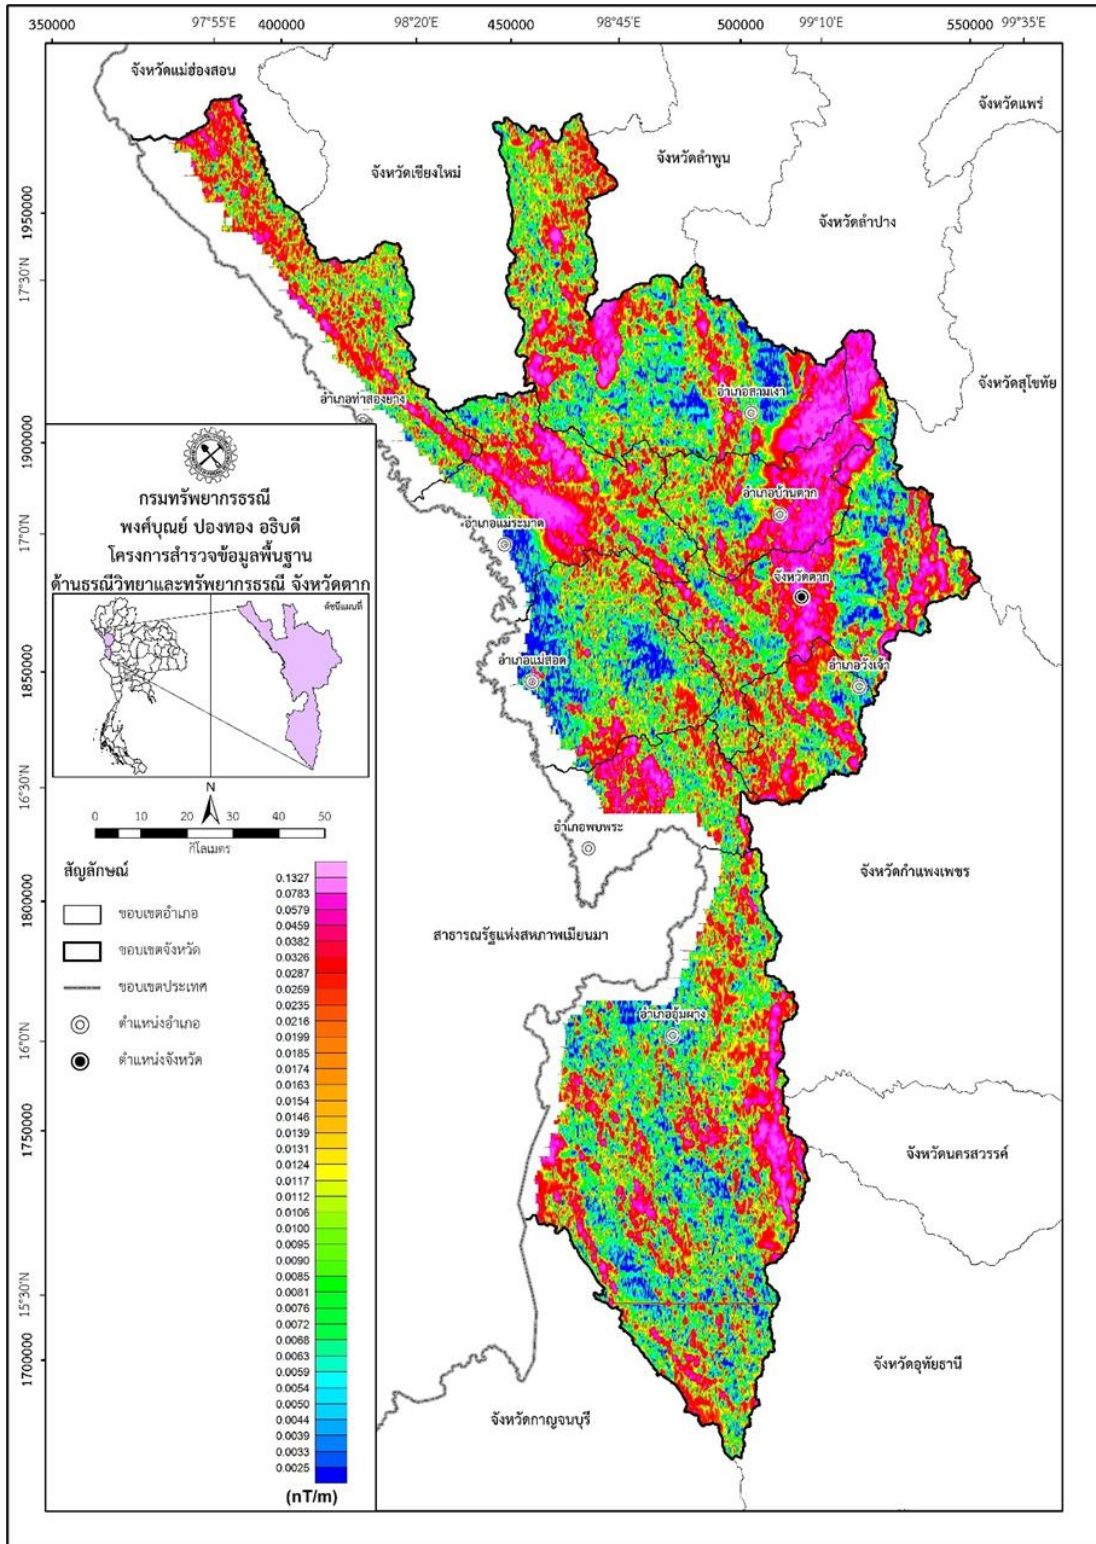 350000
97°55'E
400000
98°20'E
450000
98°45'E
500000
99°10'E
550000
99°35'E
จังหวัดแม่ฮ่องสอน
จังหวัดแพร่
จังหวัดลำพูน
จังหวัดเชียงใหม่
1950000
จังหวัดลำปาง
17°30'N
จังหวัดสุโขทัย
อำเภอสามเงา
อำเภอท่าสองยาง
1900000
กรมทรัพยากรธรณี
พงศ์บุณย์ ปองทอง อธิบดี
โครงการสำรวจข้อมูลพื้นฐาน
ด้านธรณีวิทยาและทรัพยากรธรณี จังหวัดตาก
อำเภอบ้านตาก
อำเภอแม่ระมาด
17°0'N
จังหวัดตาก
ดัชนีแผนที่
อำเภอแม่สอด
อำเภอวังเจ้า
1850000
16°30'N
N
0 10 20 30 40 50
กิโลเมตร
อำเภอพบพระ
จังหวัดกำแพงเพชร
1800000
สาธารณรัฐแห่งสหภาพเมียนมา
สัญลักษณ์
ขอบเขตอำเภอ
ขอบเขตจังหวัด
ขอบเขตประเทศ
ตำแหน่งอำเภอ
ตำแหน่งจังหวัด
0.1327
0.0783
0.0579
0.0459
0.0382
0.0326
0.0287
0.0259
0.0235
0.0216
0.0199
0.0185
0.0174
0.0163
0.0154
0.0146
0.0139
0.0131
0.0124
0.0117
0.0112
0.0106
0.0100
0.0095
0.0090
0.0085
0.0081
0.0076
0.0072
0.0068
0.0063
0.0059
0.0054
0.0050
0.0044
0.0039
0.0033
0.0025
(nT/m)
อำเภออุ้มผาง
16°0'N
1750000
จังหวัดนครสวรรค์
15°30'N
1700000
จังหวัดอุทัยธานี
จังหวัดกาญจนบุรี